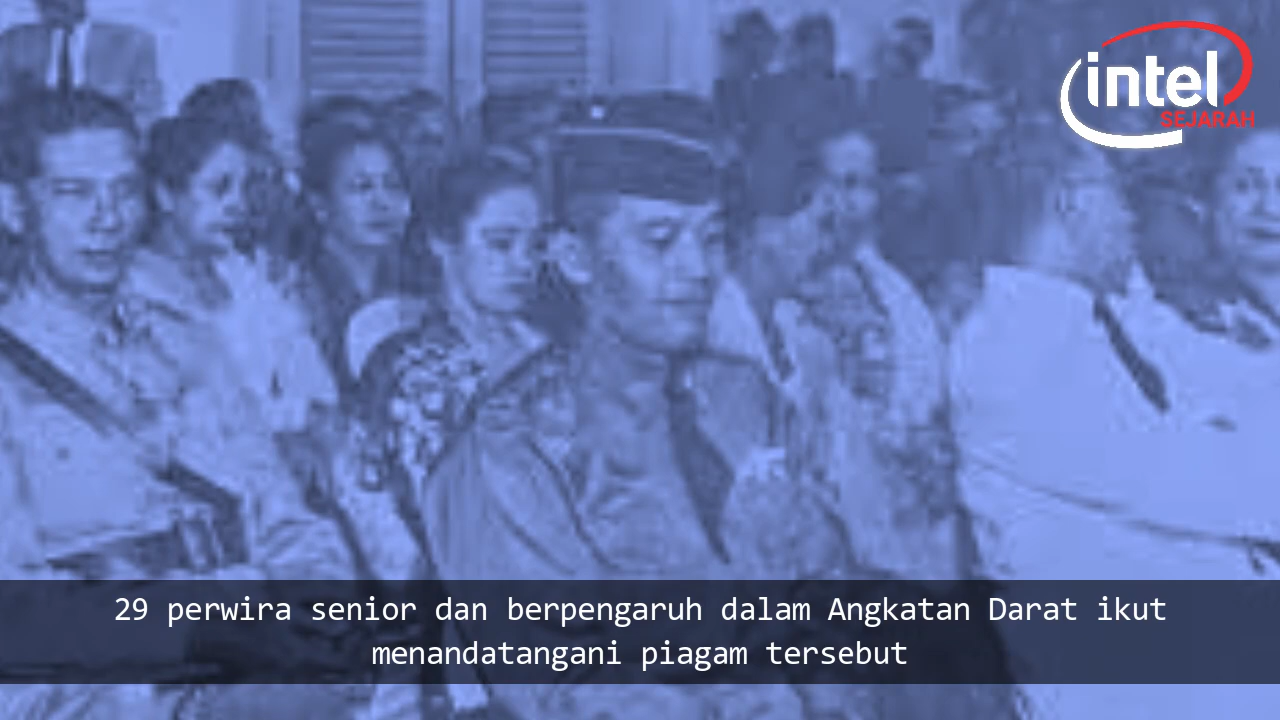 intel
SEJARAH
29 perwira senior dan berpengaruh dalam Angkatan Darat ikut
menandatangani piagam tersebut